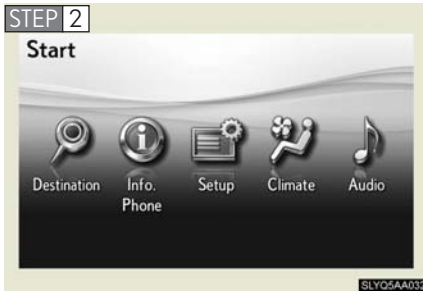 STEP 2
Start
Destination
Info.
Phone
Setup
Climate
Audio
SLYQ5AA032